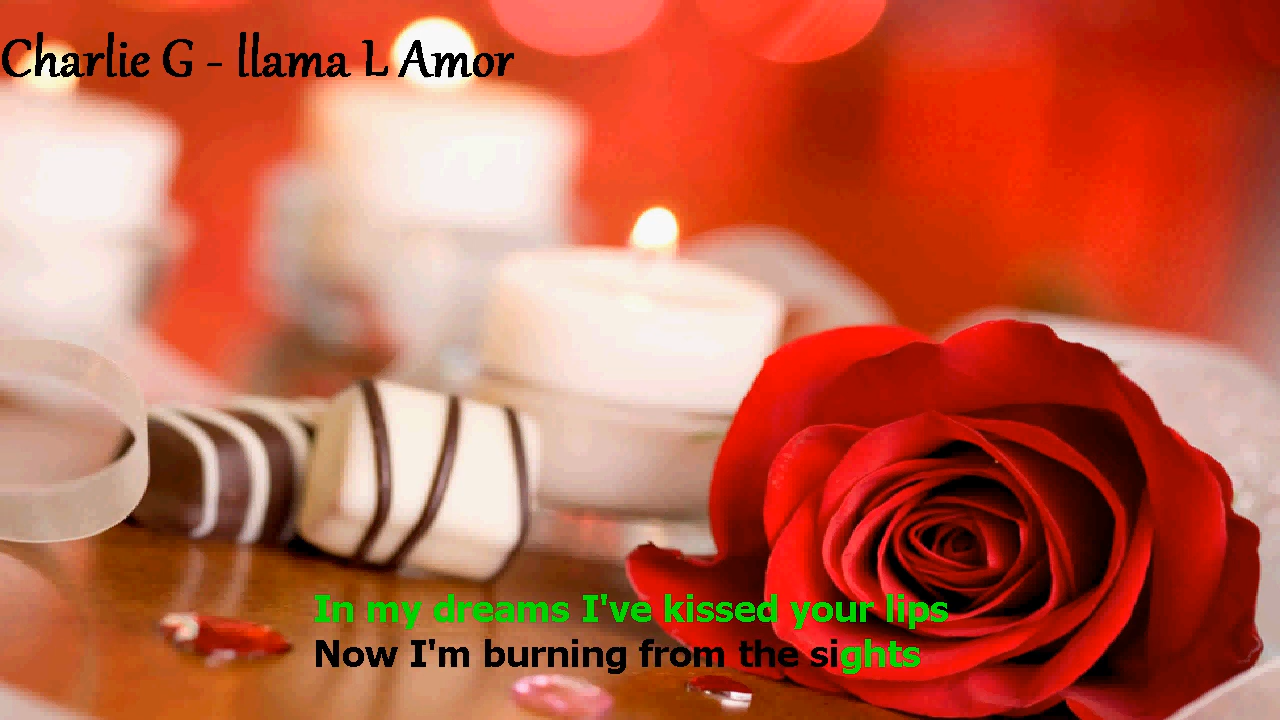 Charlie G - llama L Amor
In my dreams I've kissed your lips
Now I'm burning from the sights